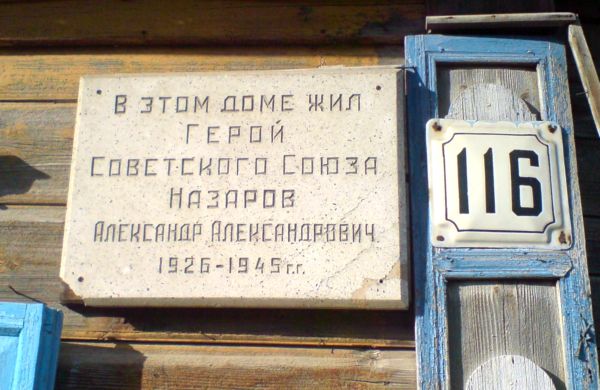 В ЭТОМ ДОМЕ ЖИЛ
ГЕРОЙ
СОВЕТСКОГО СОЮЗА
НАЗАРОВ
АЛЕКСАНДР АЛЕКСАНДРОВИЧ
1926-1945 г.г.
116